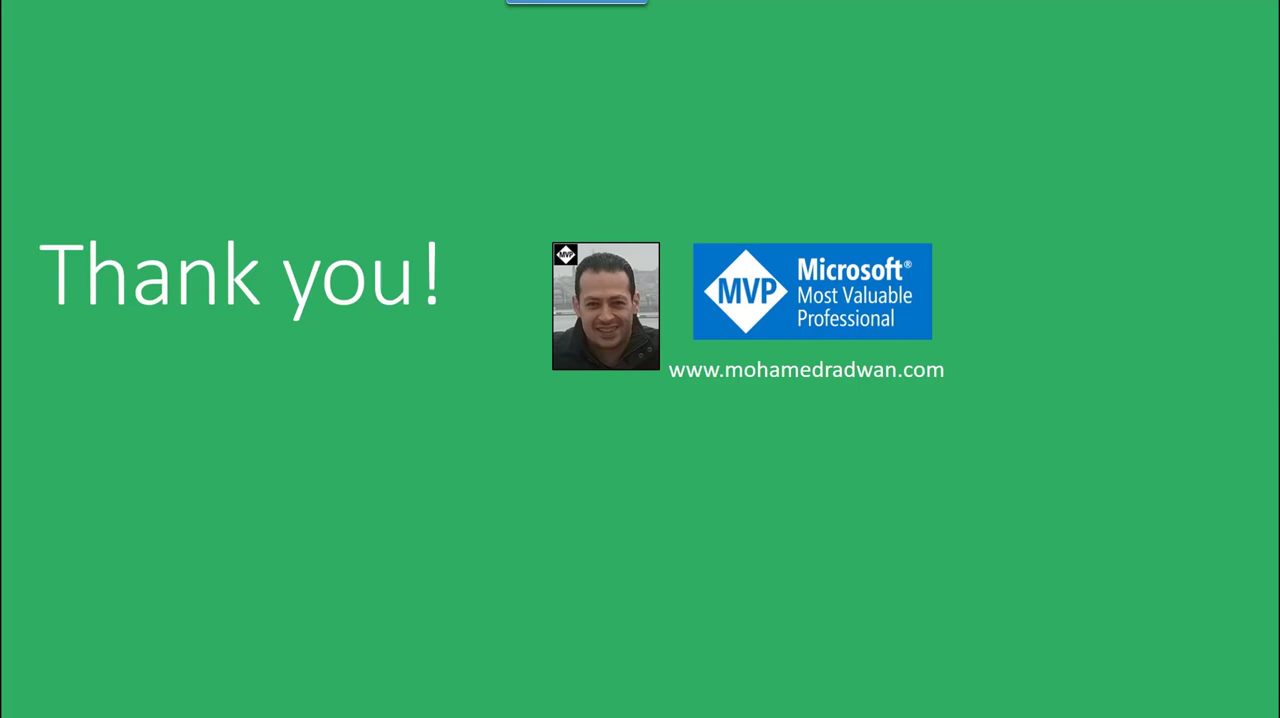 Thank you!
MVP
MVP
Microsoft®
Most Valuable
Professional
www.mohamedradwan.com